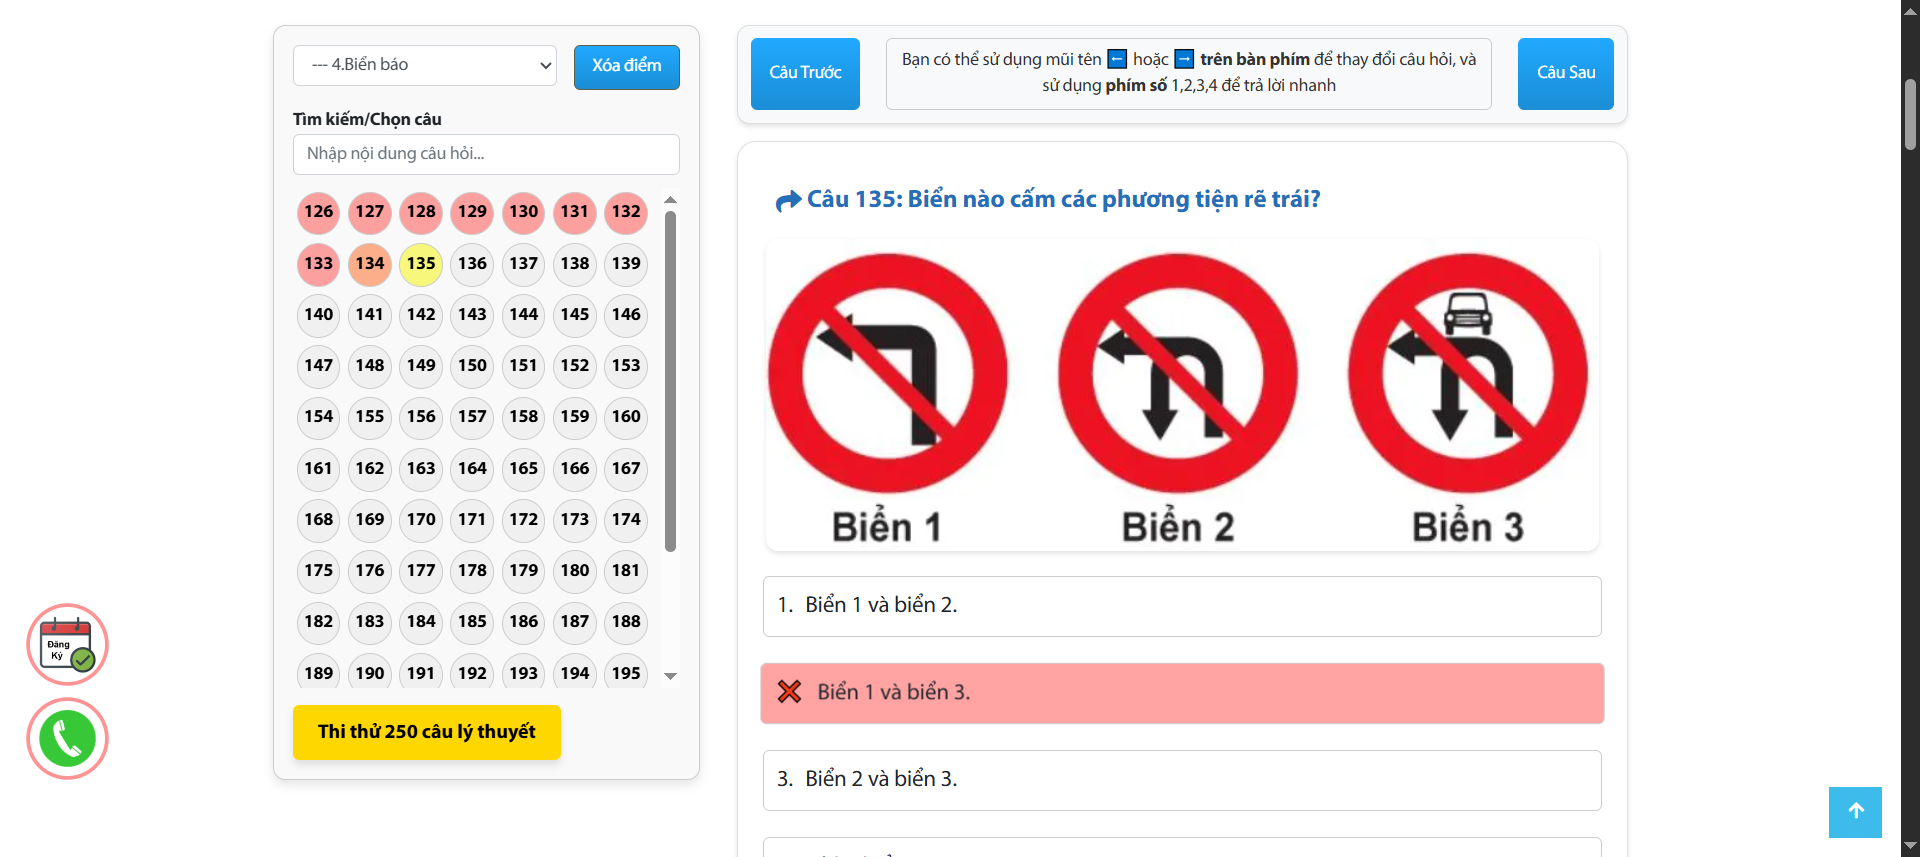 --- 4.Biển báo
Xóa điểm
Tìm kiếm/Chọn câu
Nhập nội dung câu hỏi...
126 127 128 129 130 131 132
133 134 135 136 137 138 139
140 141 142 143 144 145 146
147 148 149 150 151 152 153
154 155 156 157 158 159 160
161 162 163 164 165 166 167
168 169 170 171 172 173 174
175 176 177 178 179 180 181
182 183 184 185 186 187 188
189 190 191 192 193 194 195
Thi thử 250 câu lý thuyết
Đăng
Ký
Câu Trước
Bạn có thể sử dụng mũi tên ← hoặc → trên bàn phím để thay đổi câu hỏi, và
sử dụng phím số 1,2,3,4 để trả lời nhanh
Câu Sau
Câu 135: Biển nào cấm các phương tiện rẽ trái?
Biển 1
Biển 2
Biển 3
1. Biển 1 và biển 2.
Biển 1 và biển 3.
3. Biển 2 và biển 3.